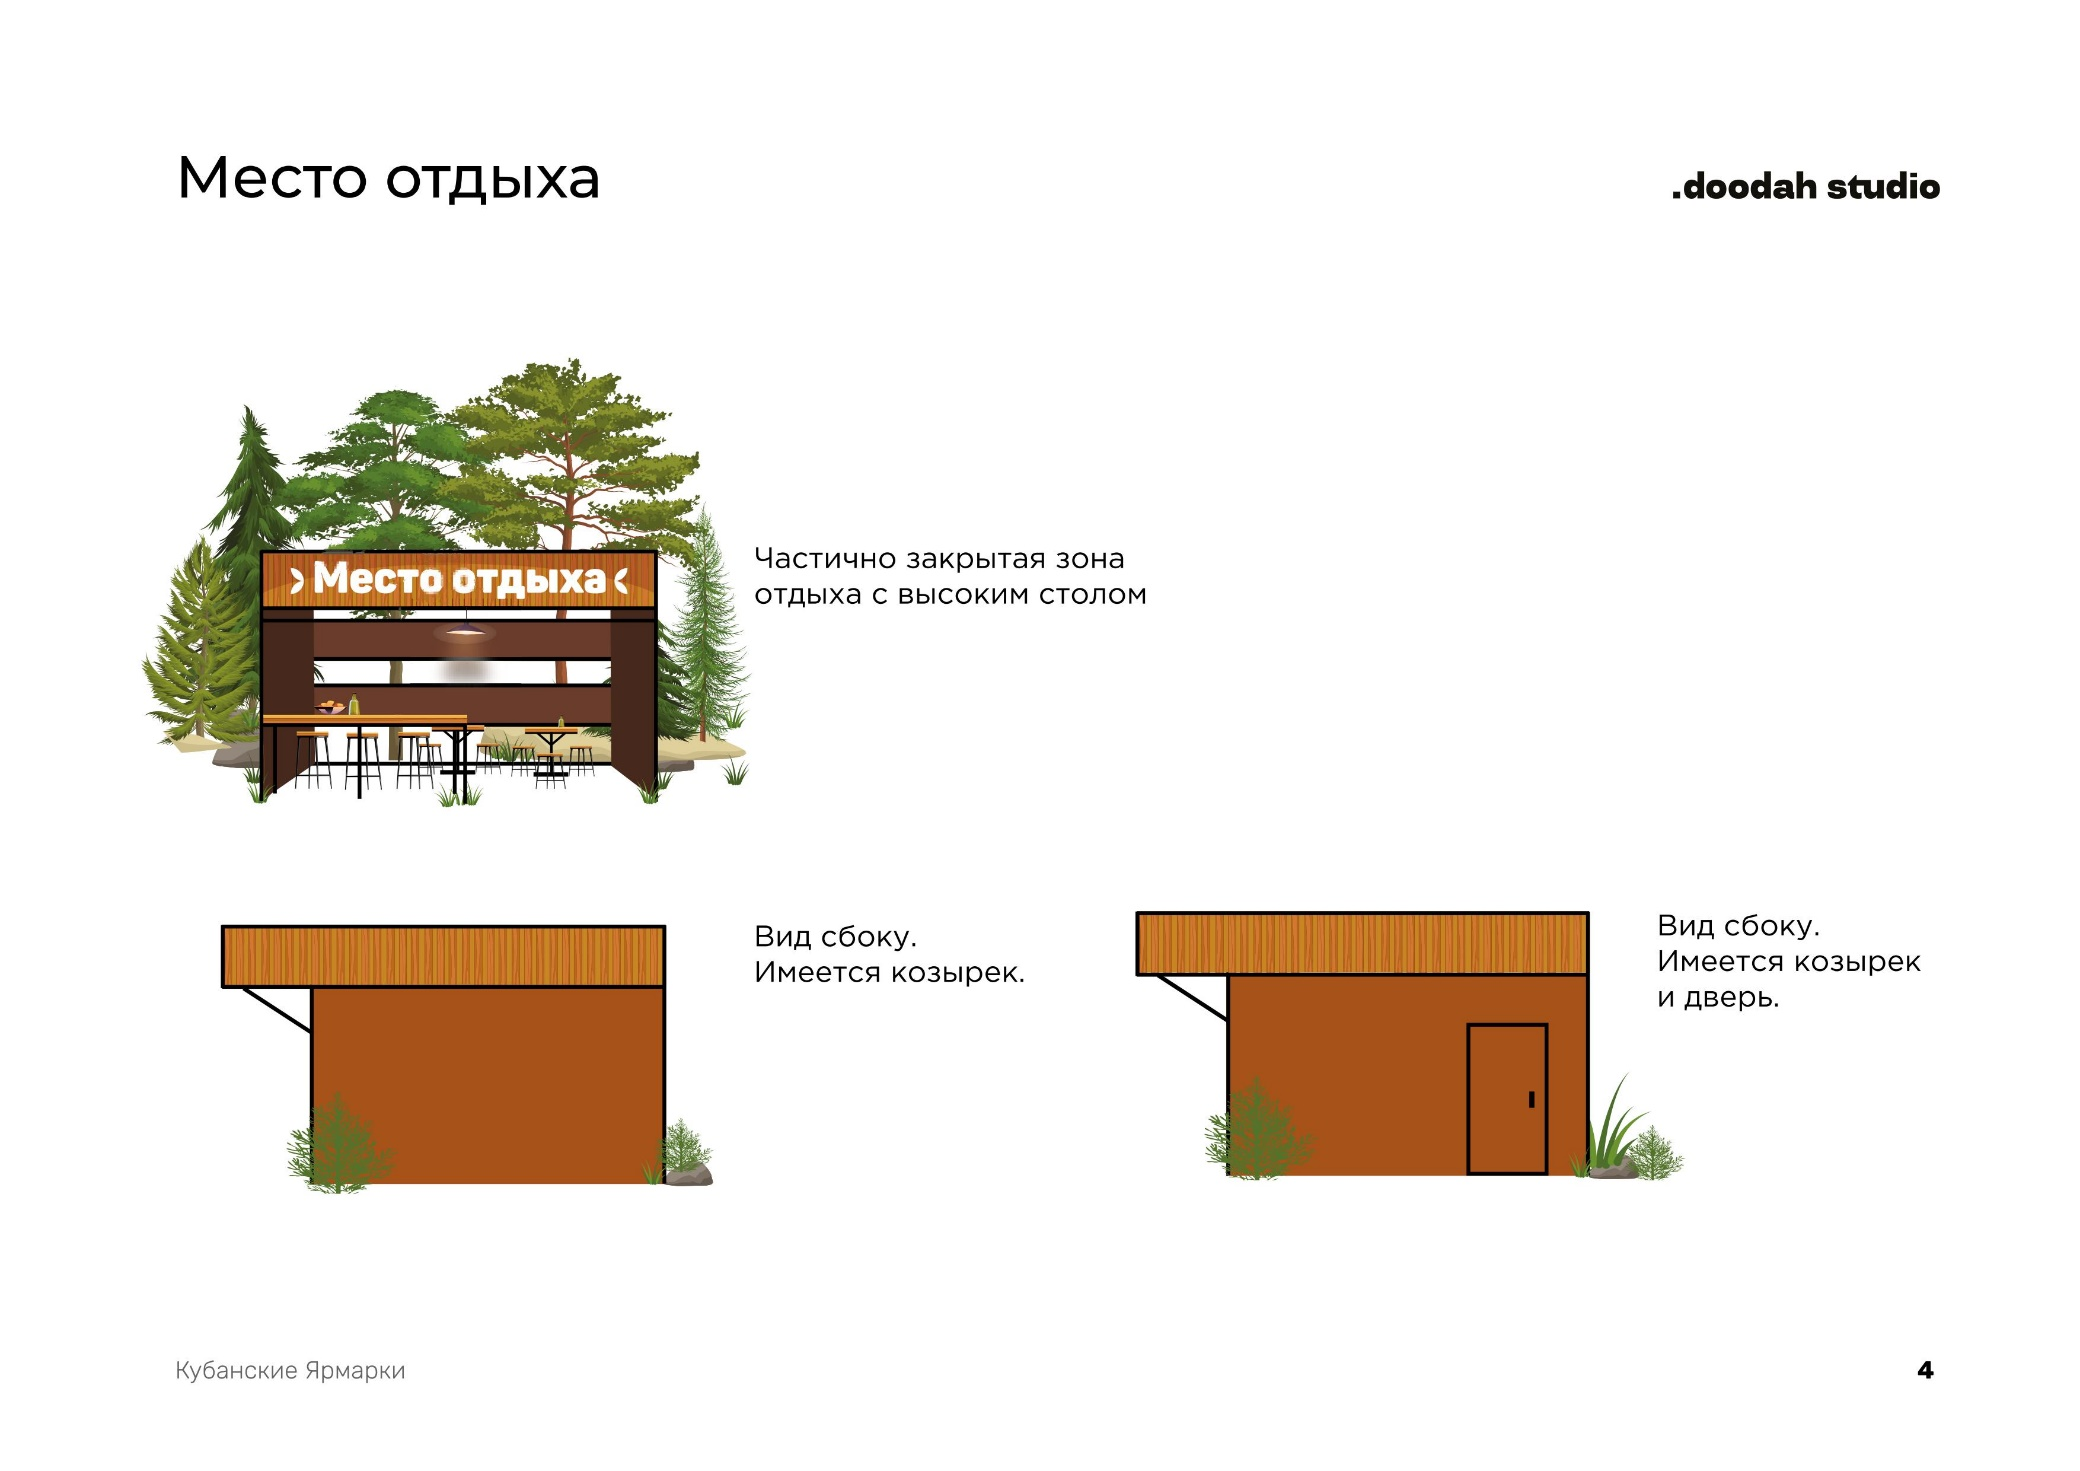 Место отдыха
.doodah studio
Место отдыха
Частично закрытая зона
отдыха с высоким столом
Вид сбоку.
Имеется козырек.
Вид сбоку.
Имеется козырек
и дверь.
Кубанские Ярмарки
4